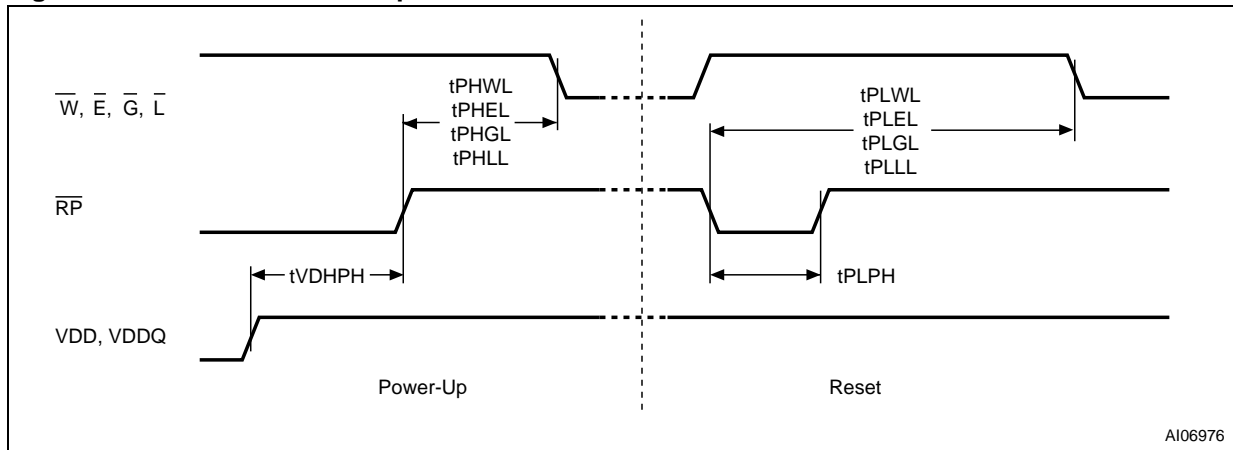 W, E, G, L
tPHWL
tPHEL
tPHGL
tPHLL
tPLWL
tPLEL
tPLGL
tPLLL
RP
tVDHPH
tPLPH
VDD, VDDQ
Power-Up
Reset
AI06976